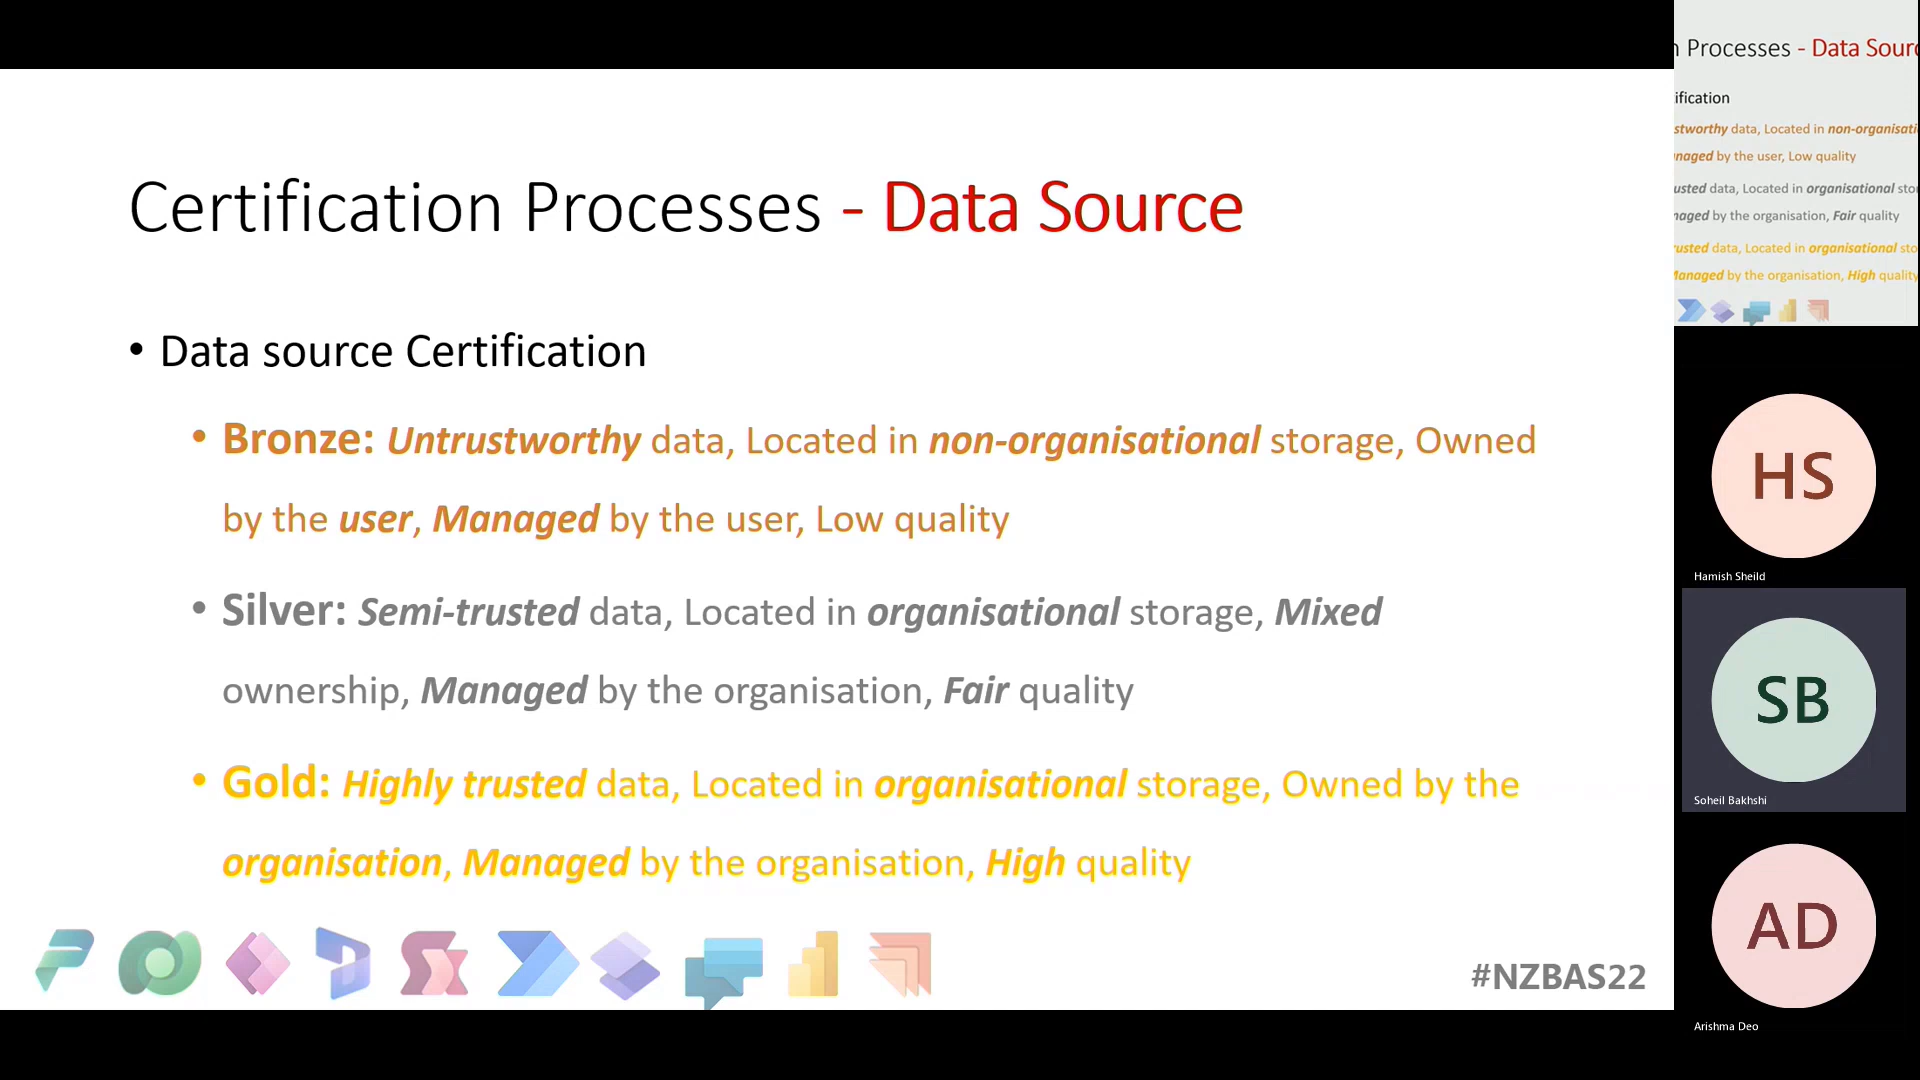 Certification Processes - Data Source
• Data source Certification
• Bronze: Untrustworthy data, Located in non-organisational storage, Owned
by the user, Managed by the user, Low quality
• Silver: Semi-trusted data, Located in organisational storage, Mixed
ownership, Managed by the organisation, Fair quality
• Gold: Highly trusted data, Located in organisational storage, Owned by the
organisation, Managed by the organisation, High quality
#NZBAS22
n Processes - Data Sourc
ification
stworthy data, Located in non-organisati
naged by the user, Low quality
usted data, Located in organisational sto
naged by the organisation, Fair quality
rusted data, Located in organisational sto
Managed by the organisation, High quality
HS
Hamish Sheild
SB
Soheil Bakhshi
AD
Arishma Deo